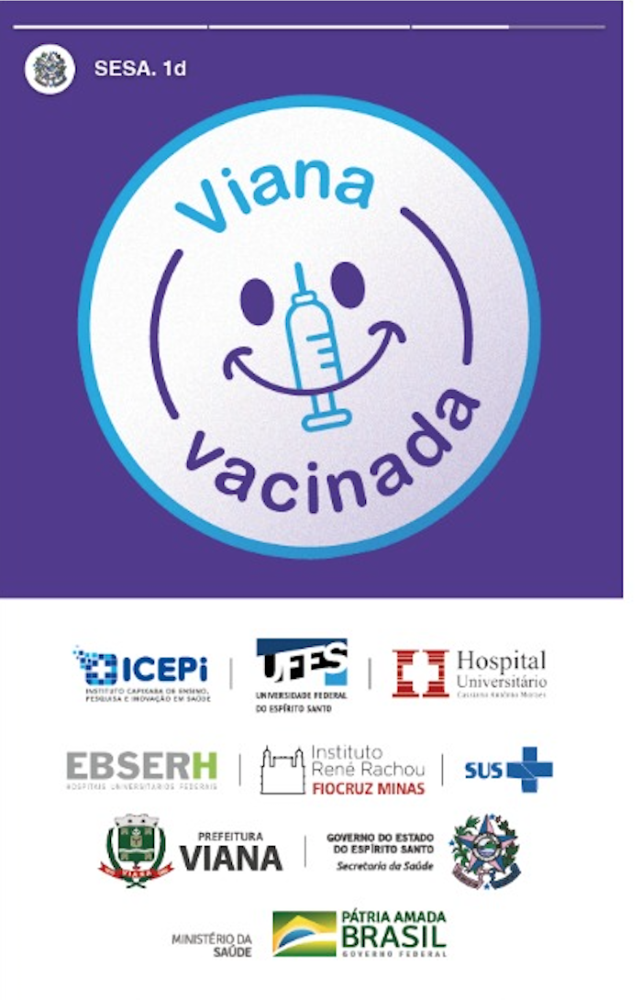 SESA. 1d
Viana
vacinada
ICEPi
INSTITUTO CAPIXABA DE ENSINO,
PESQUISA E INOVAÇÃO EM SAÚDE
UFES
UNIVERSIDADE FEDERAL
DO ESPÍRITO SANTO
Hospital
Universitário
Cassiano Antônio Moraes
EBSERH
HOSPITAIS UNIVERSITÁRIOS FEDERAIS
Instituto
René Rachou
FIOCRUZ MINAS
SUS
VIANA
PREFEITURA
VIANA
GOVERNO DO ESTADO
DO ESPÍRITO SANTO
Secretaria da Saúde
MINISTÉRIO DA
SAÚDE
PÁTRIA AMADA
BRASIL
GOVERNO FEDERAL